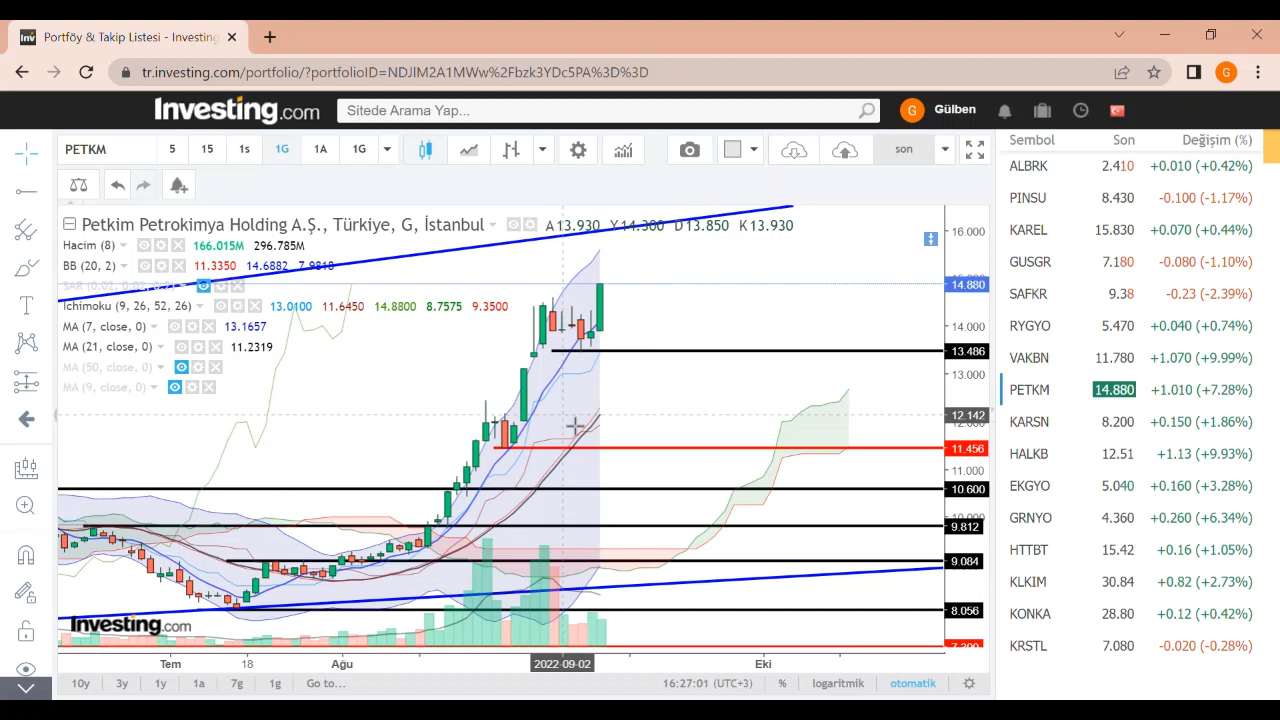 Portföy & Takip Listesi - Investing
tr.investing.com/portfolio/?portfolioID=NDJlM2A1MWw%2Fbzk3YDc5PA%3D%3D
G
Investing.com
Sitede Arama Yap...
G Gülben
PETKM 5 15 1s 1G 1A 1G son
Sembol Son Değişim (%)
ALBRK 2.410 +0.010 (+0.42%)
PINSU 8.430 -0.100 (-1.17%)
KAREL 15.830 +0.070 (+0.44%)
GUSGR 7.180 -0.080 (-1.10%)
SAFKR 9.38 -0.23 (-2.39%)
RYGYO 5.470 +0.040 (+0.74%)
VAKBN 11.780 +1.070 (+9.99%)
PETKM 14.880 +1.010 (+7.28%)
KARSN 8.200 +0.150 (+1.86%)
HALKB 12.51 +1.13 (+9.93%)
EKGYO 5.040 +0.160 (+3.28%)
GRNYO 4.360 +0.260 (+6.34%)
HTTBT 15.42 +0.16 (+1.05%)
KLKIM 30.84 +0.82 (+2.73%)
KONKA 28.80 +0.12 (+0.42%)
KRSTL 7.080 -0.020 (-0.28%)
Petkim Petrokimya Holding A.Ş., Türkiye, G, İstanbul A13.930 Y14.300 D13.850 K13.930
Hacim (8) 166.015M 296.785M
BB (20, 2) 11.3350 14.6882 7.9818
SAR (0.02, 0.02, 0.2)
Ichimoku (9, 26, 52, 26) 13.0100 11.6450 14.8800 8.7575 9.3500
MA (7, close, 0) 13.1657
MA (21, close, 0) 11.2319
MA (50, close, 0)
MA (9, close, 0)
16.000
14.880
14.000
13.486
13.000
12.142
11.456
11.000
10.600
9.812
9.084
8.056
Investing.com
Tem 18 Ağu 2022-09-02 Eki
10y 3y 1y 1a 7g 1g Go to... 16:27:01 (UTC+3) % logaritmik otomatik